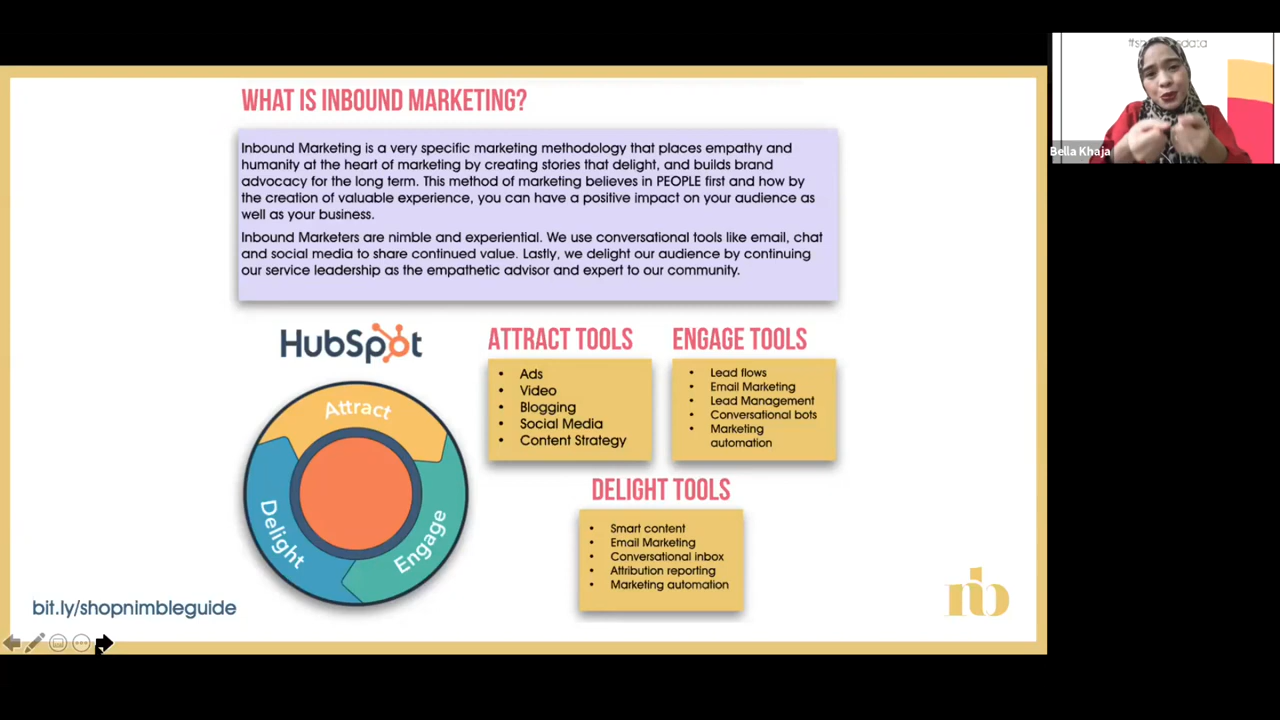 WHAT IS INBOUND MARKETING?
Inbound Marketing is a very specific marketing methodology that places empathy and
humanity at the heart of marketing by creating stories that delight, and builds brand
advocacy for the long term. This method of marketing believes in PEOPLE first and how by
the creation of valuable experience, you can have a positive impact on your audience as
well as your business.
Inbound Marketers are nimble and experiential. We use conversational tools like email, chat
and social media to share continued value. Lastly, we delight our audience by continuing
our service leadership as the empathetic advisor and expert to our community.
HubSpot
Attract
Engage
Delight
ATTRACT TOOLS
• Ads
• Video
• Blogging
• Social Media
• Content Strategy
ENGAGE TOOLS
• Lead flows
• Email Marketing
• Lead Management
• Conversational bots
• Marketing
automation
DELIGHT TOOLS
• Smart content
• Email Marketing
• Conversational inbox
• Attribution reporting
• Marketing automation
bit.ly/shopnimbleguide
nb
Bella Khaja